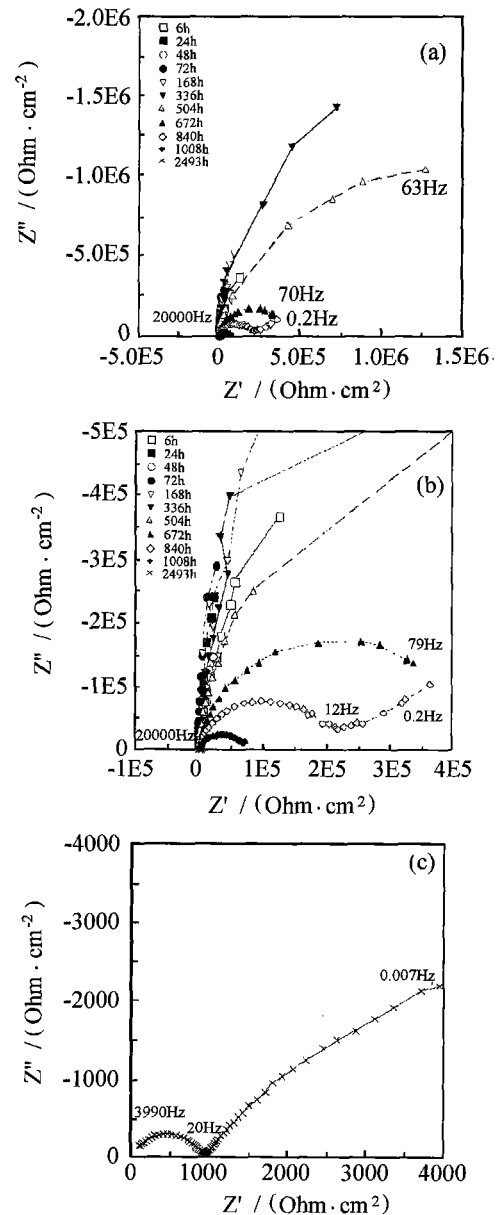 -2.0E6
(a)
6h
24h
48h
72h
168h
336h
504h
672h
840h
1008h
2493h
-1.5E6
-1.0E6
63Hz
-5.0E5
70Hz
20000Hz
0.2Hz
0
-5.0E5 0 5.0E5 1.0E6 1.5E6
Z" / (Ohm · cm⁻²)
Z' / (Ohm · cm²)
-5E5
(b)
6h
24h
48h
72h
168h
336h
504h
672h
840h
1008h
2493h
-4E5
-3E5
-2E5
79Hz
-1E5
12Hz
0.2Hz
20000Hz
0
-1E5 0 1E5 2E5 3E5 4E5
Z" / (Ohm · cm⁻²)
Z' / (Ohm · cm²)
-4000
(c)
-3000
0.007Hz
-2000
-1000
3990Hz
20Hz
0
0 1000 2000 3000 4000
Z" / (Ohm · cm⁻²)
Z' / (Ohm · cm²)